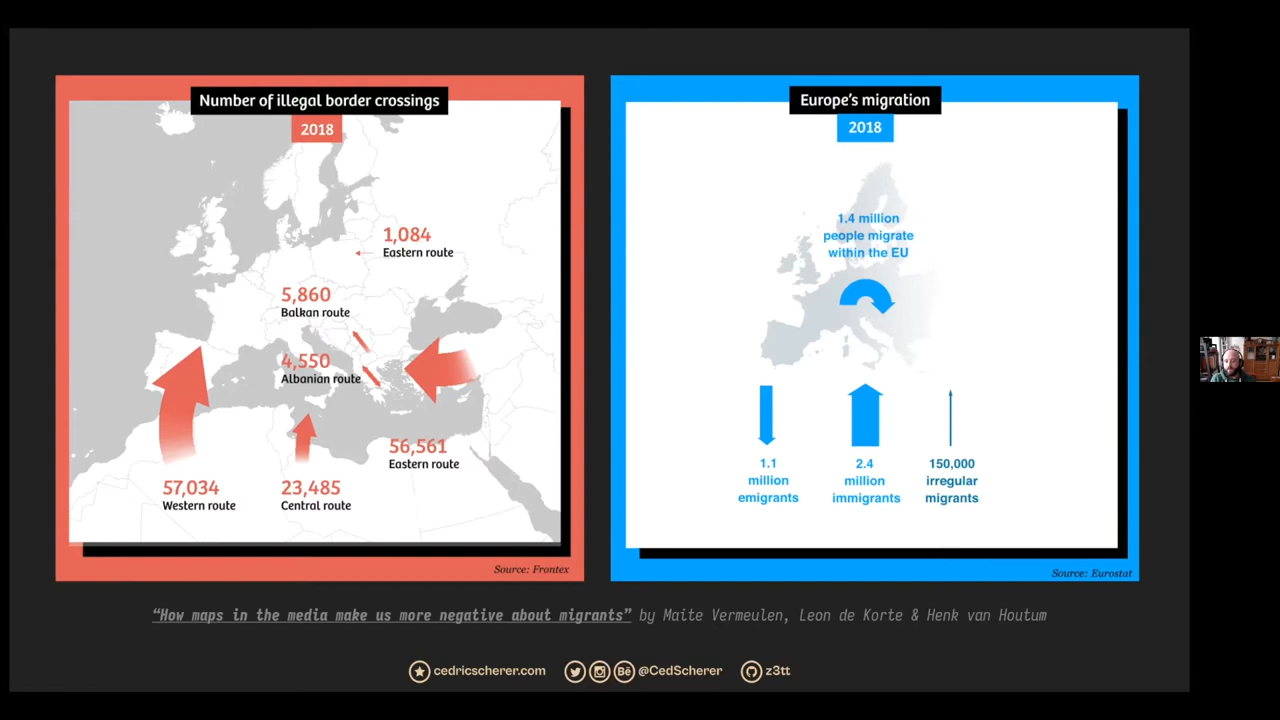 Number of illegal border crossings
2018
1,084
Eastern route
5,860
Balkan route
4,550
Albanian route
56,561
Eastern route
57,034
Western route
23,485
Central route
Source: Frontex
Europe's migration
2018
1.4 million
people migrate
within the EU
1.1
million
emigrants
2.4
million
immigrants
150,000
irregular
migrants
Source: Eurostat
“How maps in the media make us more negative about migrants” by Maite Vermeulen, Leon de Korte & Henk van Houtum
cedricscherer.com Bē @CedScherer z3tt